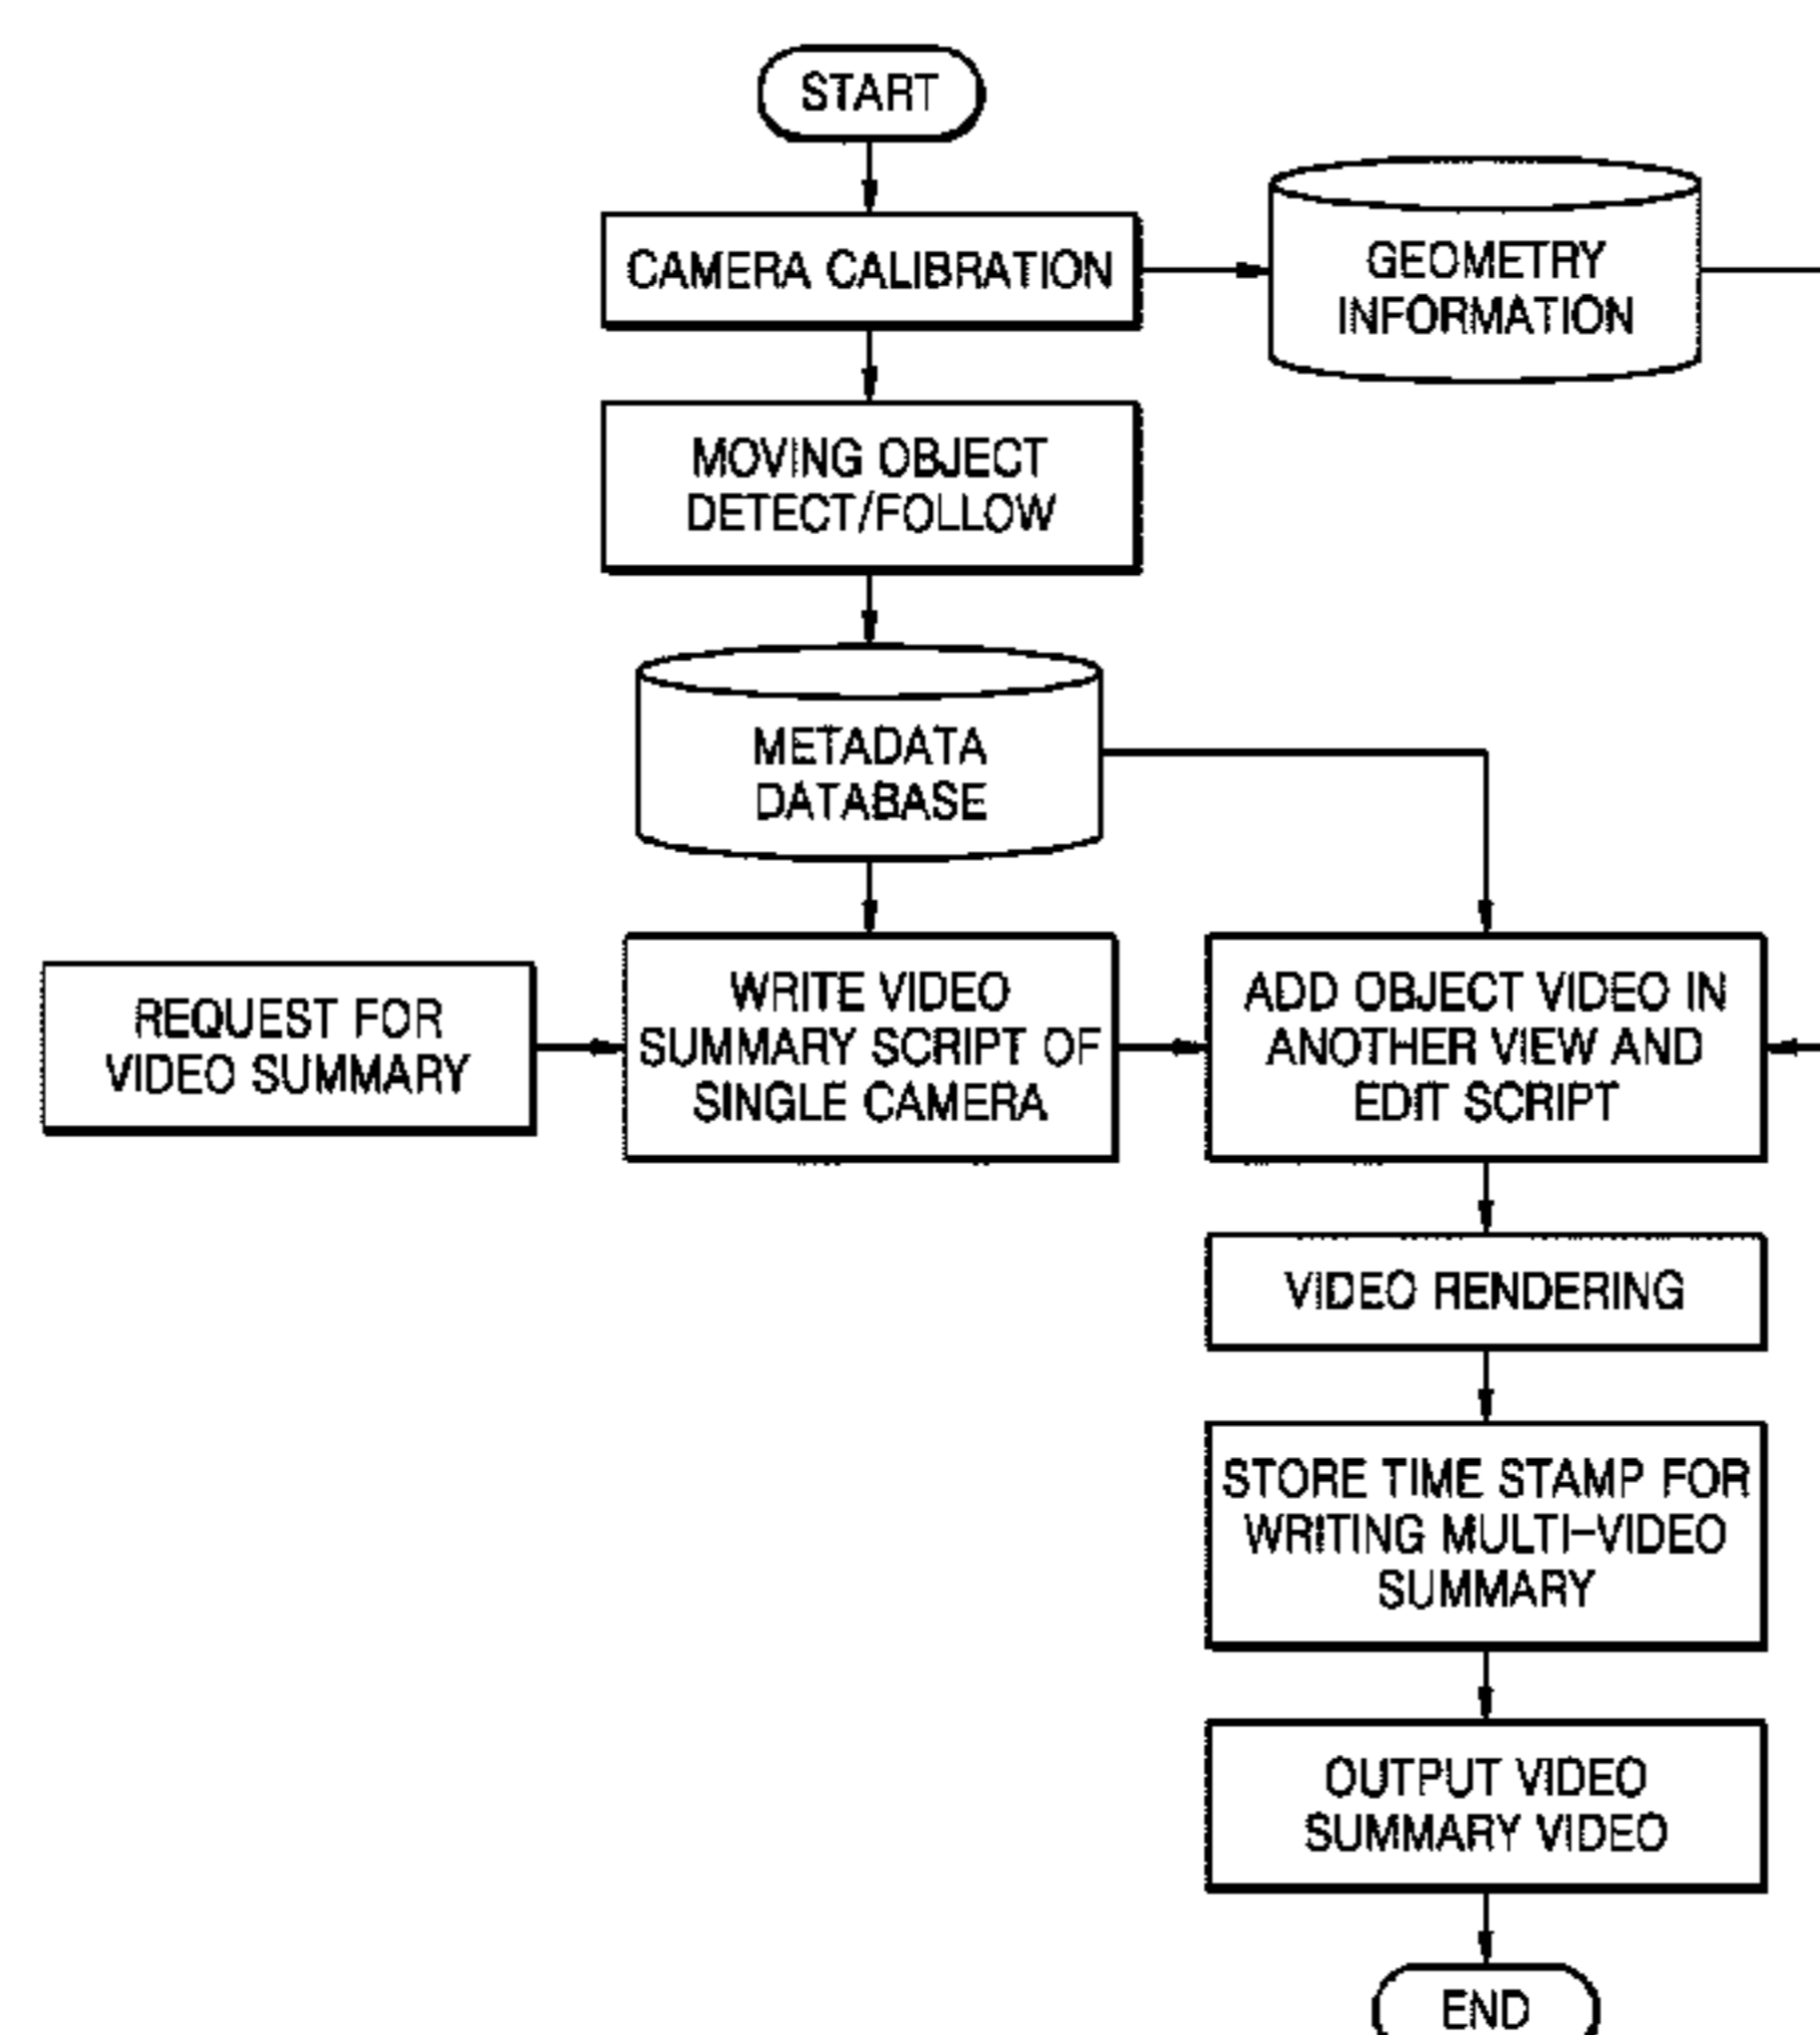 START
CAMERA CALIBRATION
GEOMETRY
INFORMATION
MOVING OBJECT
DETECT/FOLLOW
METADATA
DATABASE
REQUEST FOR
VIDEO SUMMARY
WRITE VIDEO
SUMMARY SCRIPT OF
SINGLE CAMERA
ADD OBJECT VIDEO IN
ANOTHER VIEW AND
EDIT SCRIPT
VIDEO RENDERING
STORE TIME STAMP FOR
WRITING MULTI-VIDEO
SUMMARY
OUTPUT VIDEO
SUMMARY VIDEO
END